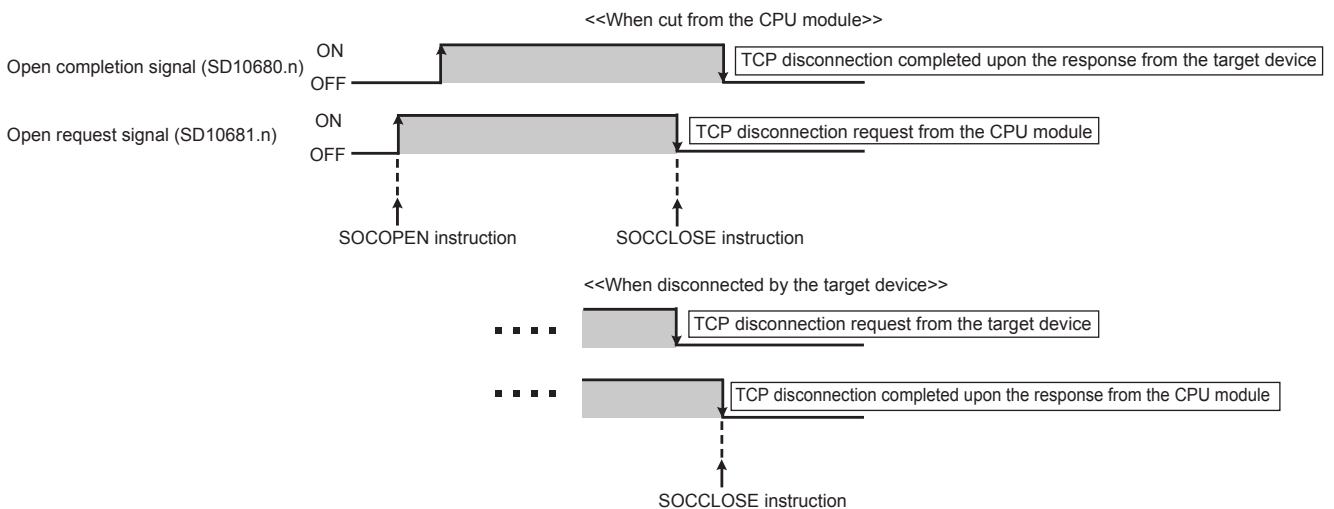 <<When cut from the CPU module>>
Open completion signal (SD10680.n)
ON
OFF
TCP disconnection completed upon the response from the target device
Open request signal (SD10681.n)
ON
OFF
TCP disconnection request from the CPU module
SOCOPEN instruction
SOCCLOSE instruction
<<When disconnected by the target device>>
TCP disconnection request from the target device
TCP disconnection completed upon the response from the CPU module
SOCCLOSE instruction